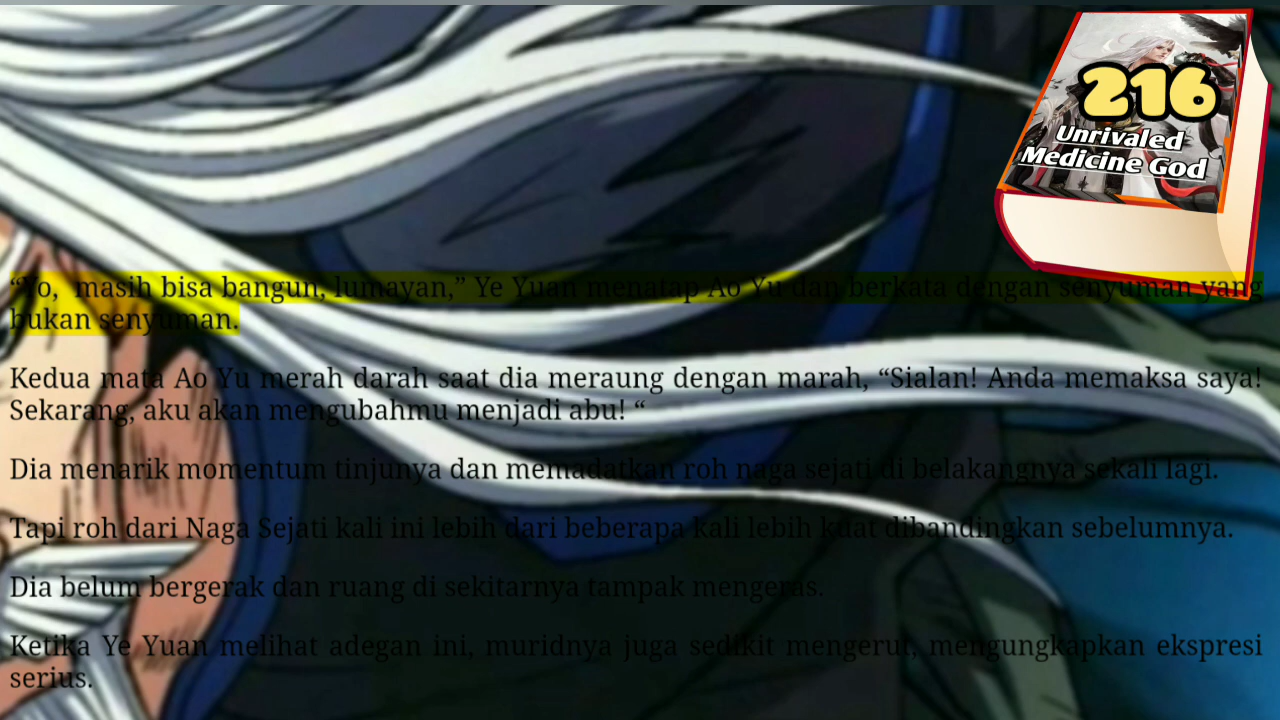 216
Unrivaled
Medicine God
“Yo, masih bisa bangun, lumayan,” Ye Yuan menatap Ao Yu dan berkata dengan senyuman yang
bukan senyuman.
Kedua mata Ao Yu merah darah saat dia meraung dengan marah, “Sialan! Anda memaksa saya!
Sekarang, aku akan mengubahmu menjadi abu! “
Dia menarik momentum tinjunya dan memadatkan roh naga sejati di belakangnya sekali lagi.
Tapi roh dari Naga Sejati kali ini lebih dari beberapa kali lebih kuat dibandingkan sebelumnya.
Dia belum bergerak dan ruang di sekitarnya tampak mengeras.
Ketika Ye Yuan melihat adegan ini, muridnya juga sedikit mengerut, mengungkapkan ekspresi
serius.